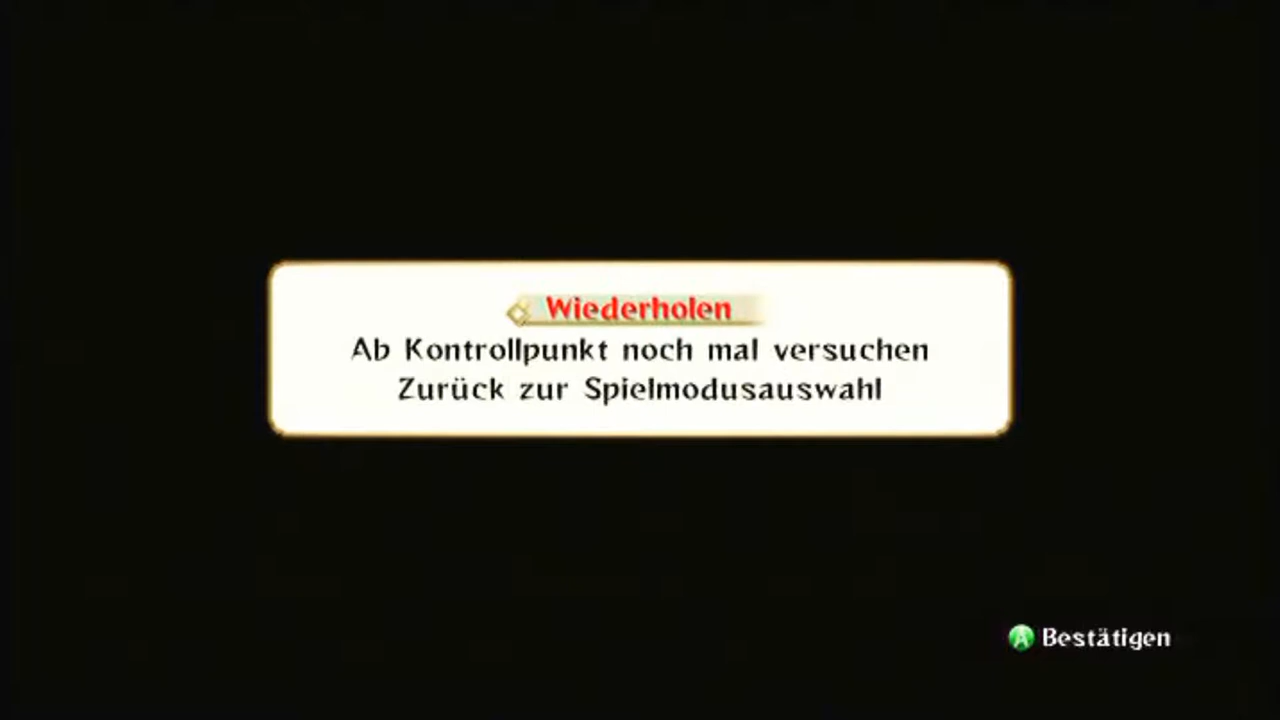 Wiederholen
Ab Kontrollpunkt noch mal versuchen
Zurück zur Spielmodusauswahl
A Bestätigen